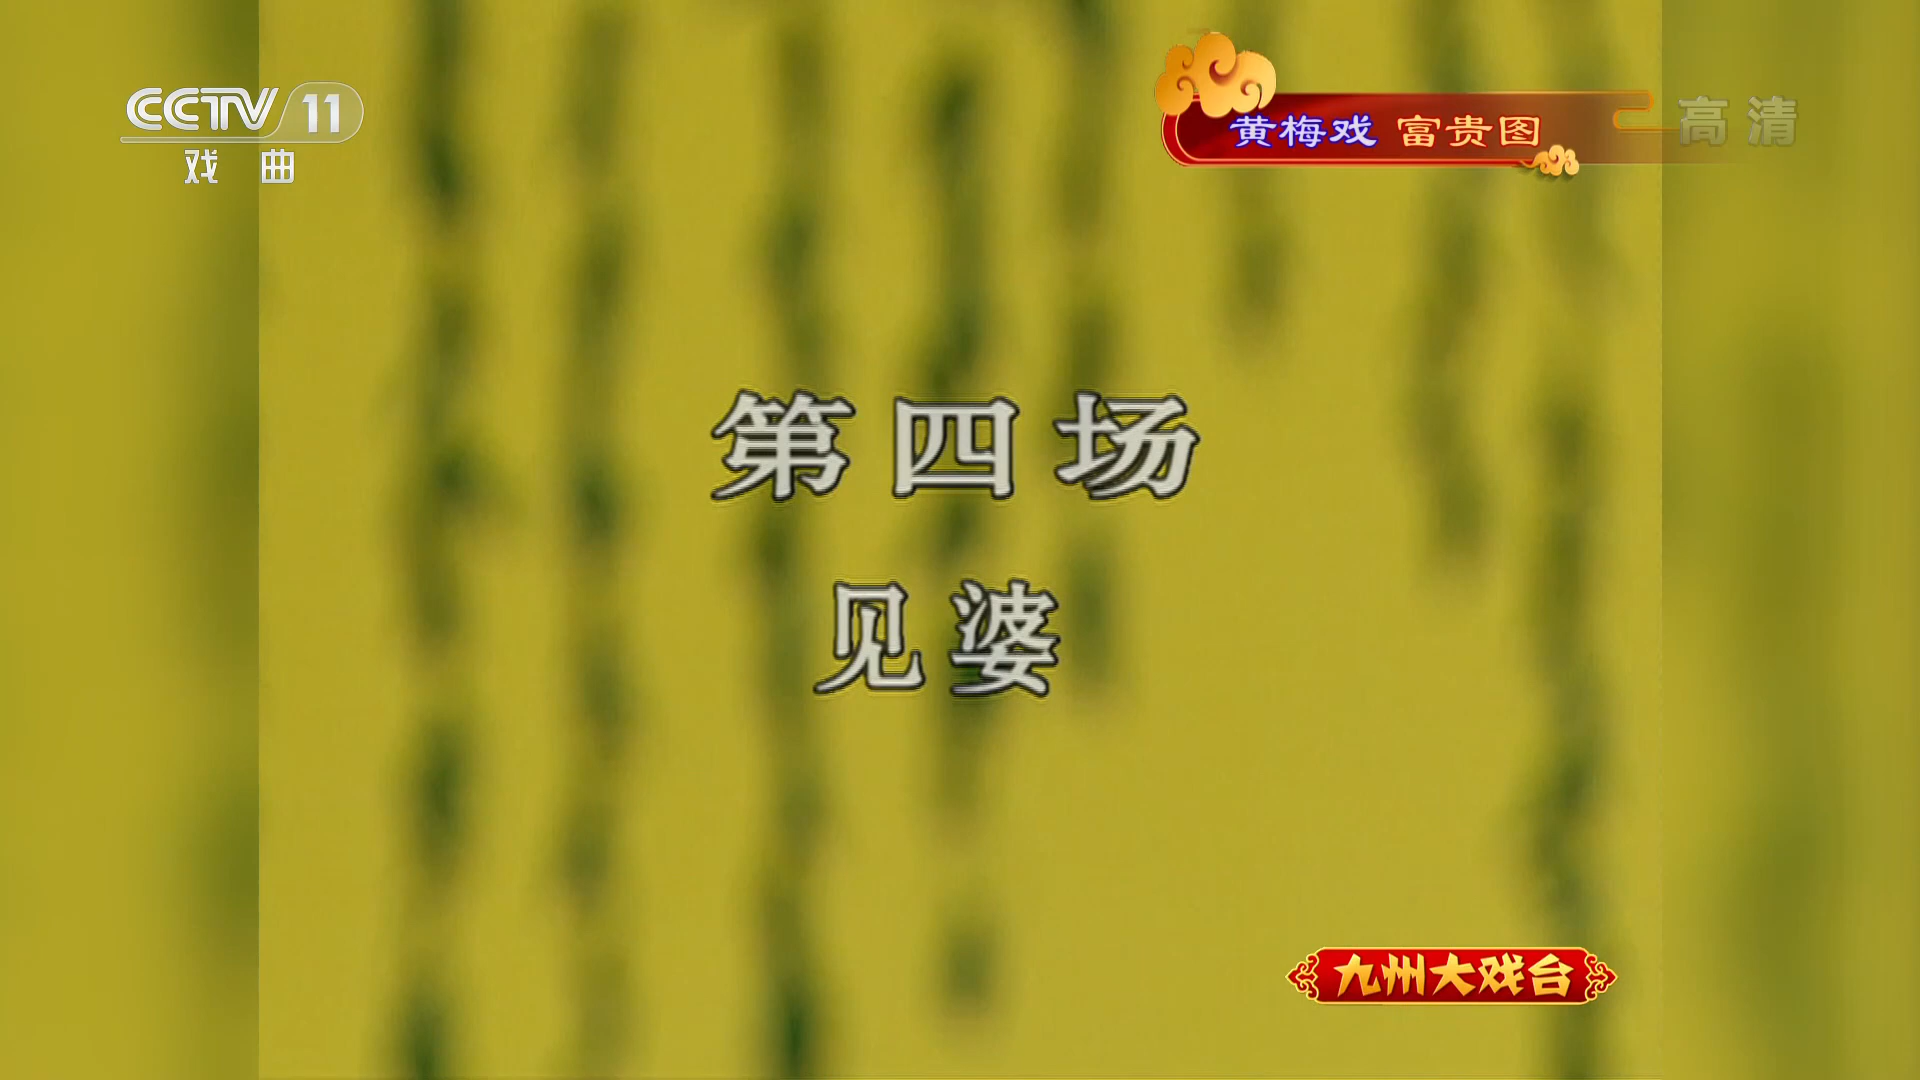 CCTV 11
戏 曲
黄梅戏 富贵图
高清
第四场
见婆
九州大戏台